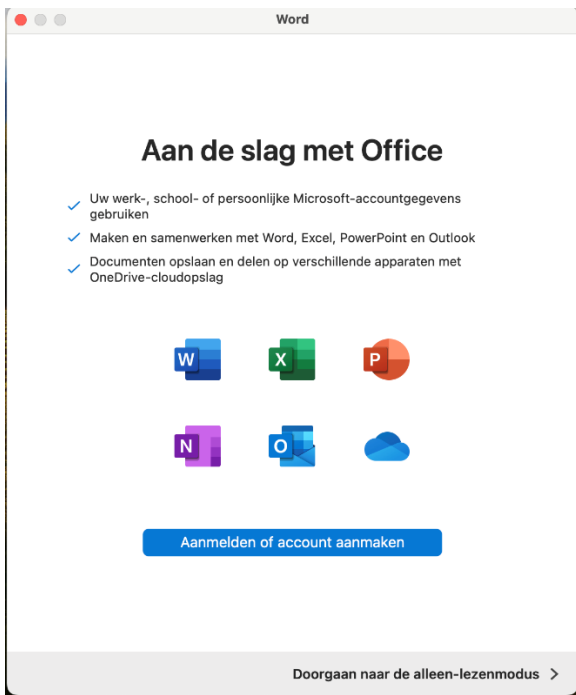 Word
Aan de slag met Office
Uw werk-, school- of persoonlijke Microsoft-accountgegevens
gebruiken
Maken en samenwerken met Word, Excel, PowerPoint en Outlook
Documenten opslaan en delen op verschillende apparaten met
OneDrive-cloudopslag
W X P
N O
Aanmelden of account aanmaken
Doorgaan naar de alleen-lezenmodus